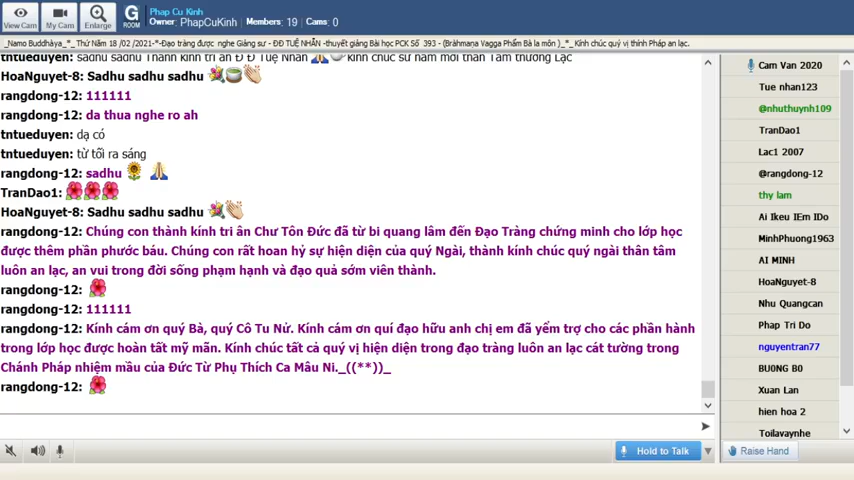 View Cam
My Cam
Enlarge
G
ROOM
Phap Cu Kinh
Owner: PhapCuKinh Members: 19 Cams: 0
_Namo Buddhàya_*_ Thứ Năm 18 /02 /2021-*-Đạo tràng được nghe Giảng sư - ĐĐ TUỆ NHÂN -thuyết giảng Bài học PCK Số 393 - (Bràhmaṇa Vagga Phẩm Bà la môn )_*_ Kính chúc quý vị thính Pháp an lạc.
tntueduyen: sadhu sadhu Thành kính tri ân Đ Đ Tuệ Nhân kính chúc sư năm mới thân Tâm thường Lạc
HoaNguyet-8: Sadhu sadhu sadhu
rangdong-12: 111111
rangdong-12: da thua nghe ro ah
tntueduyen: dạ có
tntueduyen: từ tối ra sáng
rangdong-12: sadhu
TranDao1:
HoaNguyet-8: Sadhu sadhu sadhu
rangdong-12: Chúng con thành kính tri ân Chư Tôn Đức đã từ bi quang lâm đến Đạo Tràng chứng minh cho lớp học
được thêm phần phước báu. Chúng con rất hoan hỷ sự hiện diện của quý Ngài, thành kính chúc quý ngài thân tâm
luôn an lạc, an vui trong đời sống phạm hạnh và đạo quả sớm viên thành.
rangdong-12:
rangdong-12: 111111
rangdong-12: Kính cám ơn quý Bà, quý Cô Tu Nử. Kính cám ơn quí đạo hữu anh chị em đã yểm trợ cho các phần hành
trong lớp học được hoàn tất mỹ mãn. Kính chúc tất cả quý vị hiện diện trong đạo tràng luôn an lạc cát tường trong
Chánh Pháp nhiệm mầu của Đức Từ Phụ Thích Ca Mâu Ni._((**))_
rangdong-12:
Cam Van 2020
Tue nhan123
@nhuthuynh109
TranDao1
Lac1 2007
@rangdong-12
thy lam
Ai Ikeu IEm IDo
MinhPhuong1963
AI MINH
HoaNguyet-8
Nhu Quangcan
Phap Tri Do
nguyentran77
BU0NG B0
Xuan Lan
hien hoa 2
Toilavaynhe
Hold to Talk
Raise Hand